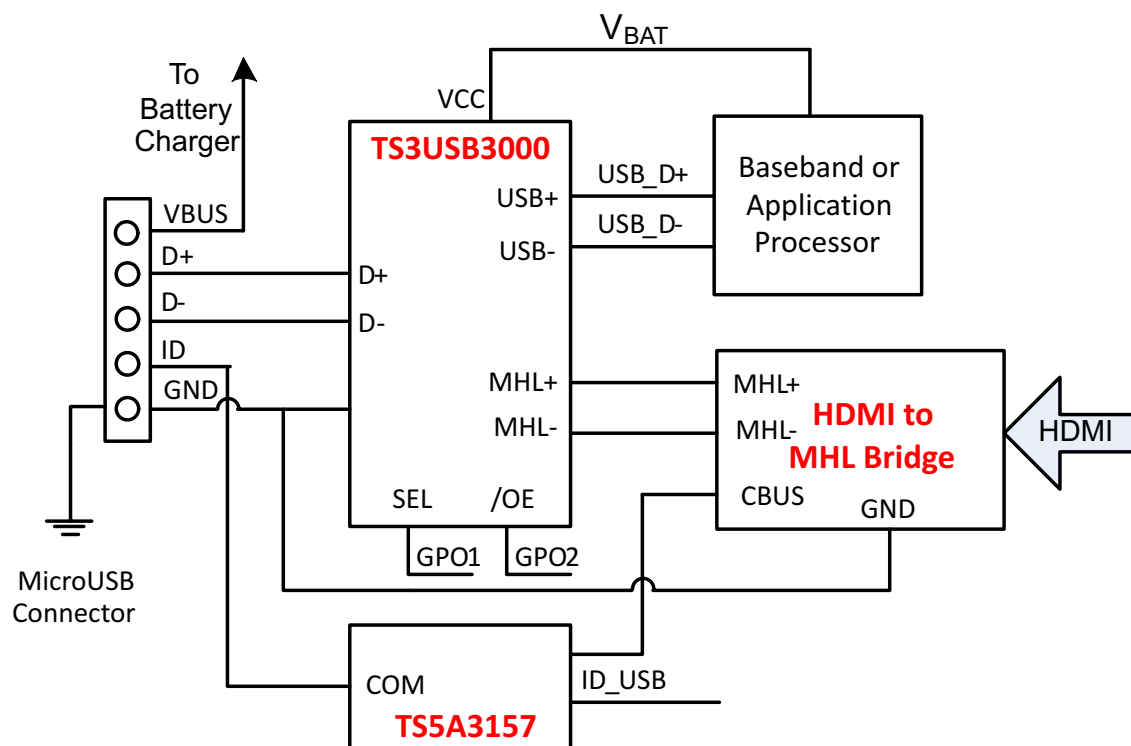 V_BAT
To
Battery
Charger
VCC
TS3USB3000
VBUS
D+
D-
ID
GND
D+
D-
USB+
USB-
USB_D+
USB_D-
Baseband or
Application
Processor
MHL+
MHL-
MHL+
MHL-
HDMI to
MHL Bridge
HDMI
CBUS
GND
SEL
/OE
GPO1
GPO2
MicroUSB
Connector
COM
ID_USB
TS5A3157